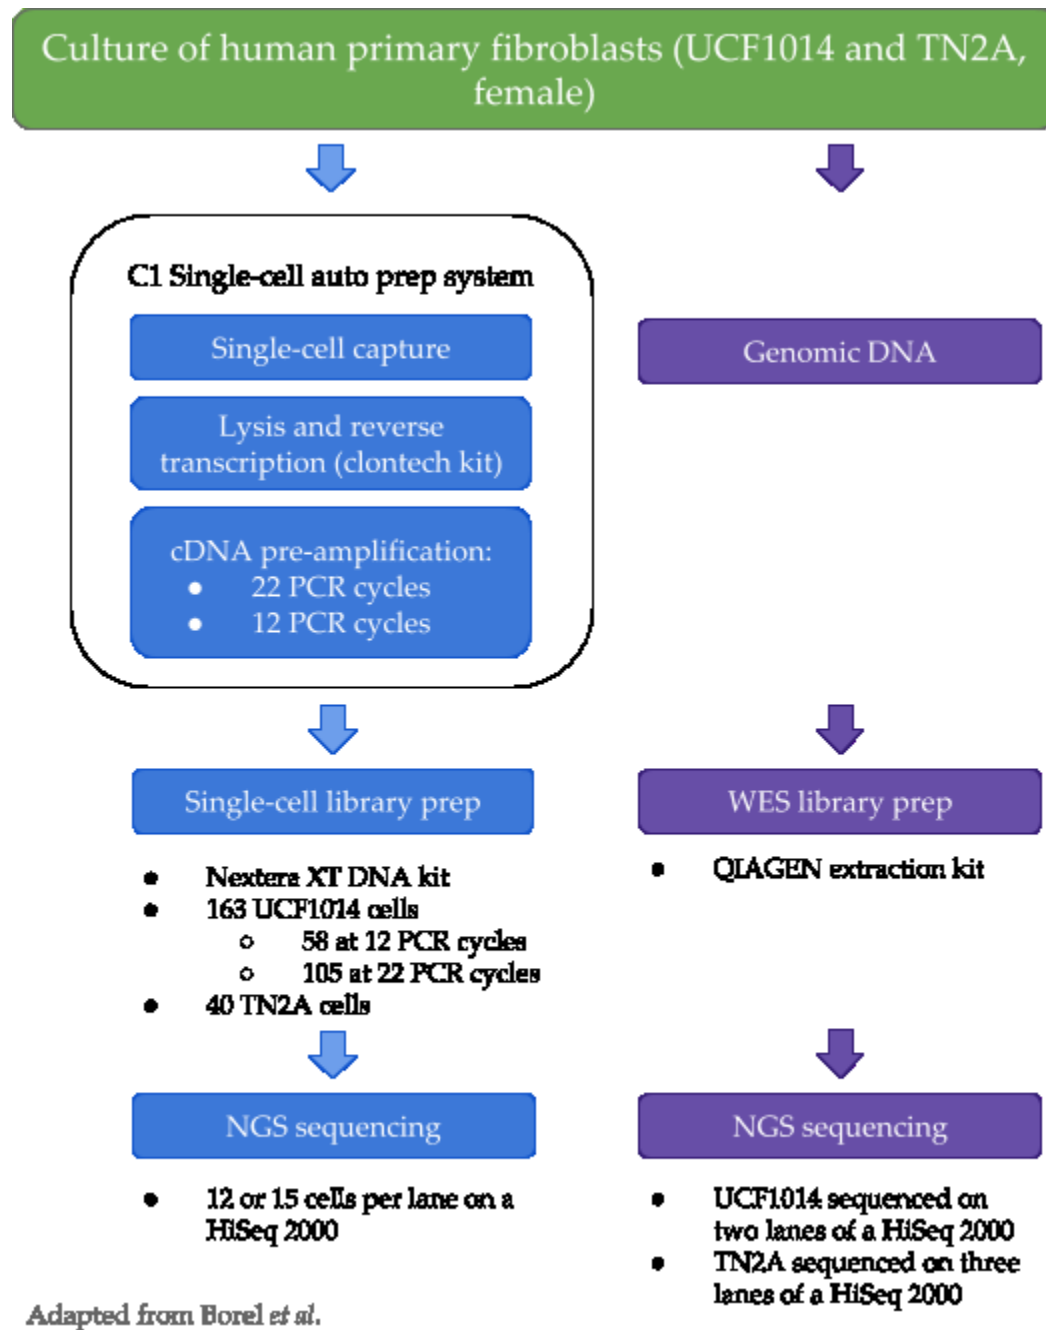 Culture of human primary fibroblasts (UCF1014 and TN2A,
female)
C1 Single-cell auto prep system
Single-cell capture
Lysis and reverse
transcription (clontech kit)
cDNA pre-amplification:
● 22 PCR cycles
● 12 PCR cycles
Single-cell library prep
● Nextera XT DNA kit
● 163 UCF1014 cells
○ 58 at 12 PCR cycles
○ 105 at 22 PCR cycles
● 40 TN2A cells
NGS sequencing
● 12 or 15 cells per lane on a
HiSeq 2000
Genomic DNA
WES library prep
● QIAGEN extraction kit
NGS sequencing
● UCF1014 sequenced on
two lanes of a HiSeq 2000
● TN2A sequenced on three
lanes of a HiSeq 2000
Adapted from Borel et al.